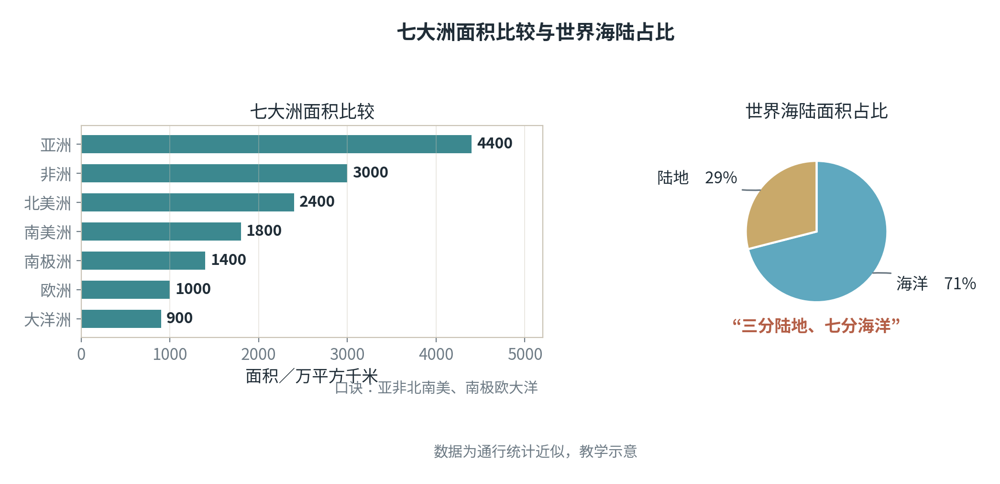 七大洲面积比较与世界海陆占比
七大洲面积比较
亚洲 4400
非洲 3000
北美洲 2400
南美洲 1800
南极洲 1400
欧洲 1000
大洋洲 900
0 1000 2000 3000 4000 5000
面积／万平方千米
口诀：亚非北南美、南极欧大洋
世界海陆面积占比
陆地 29%
海洋 71%
“三分陆地、七分海洋”
数据为通行统计近似，教学示意